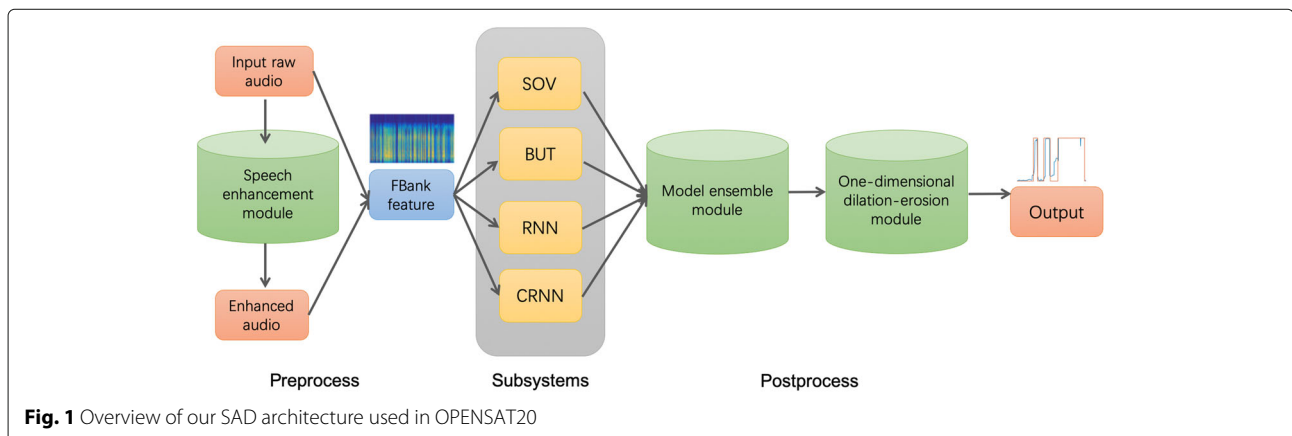 Input raw
audio
Speech
enhancement
module
Enhanced
audio
FBank
feature
SOV
BUT
RNN
CRNN
Model ensemble
module
One-dimensional
dilation-erosion
module
Output
Preprocess
Subsystems
Postprocess
Fig. 1 Overview of our SAD architecture used in OPENSAT20